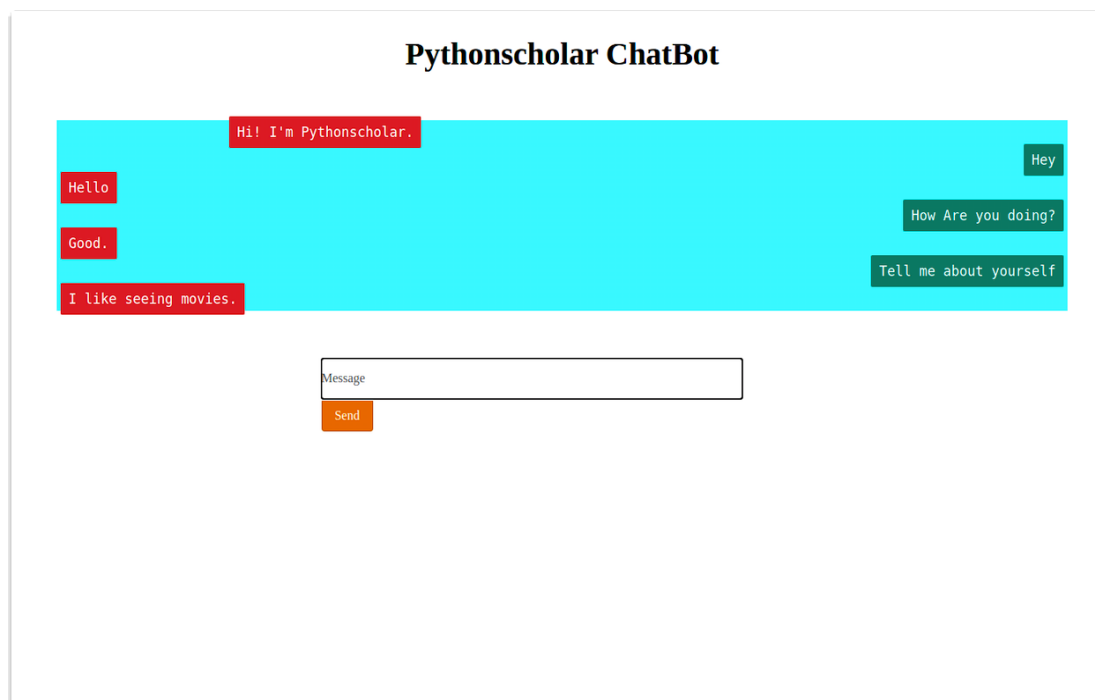 Pythonscholar ChatBot
Hi! I'm Pythonscholar.
Hey
Hello
How Are you doing?
Good.
Tell me about yourself
I like seeing movies.
Message
Send